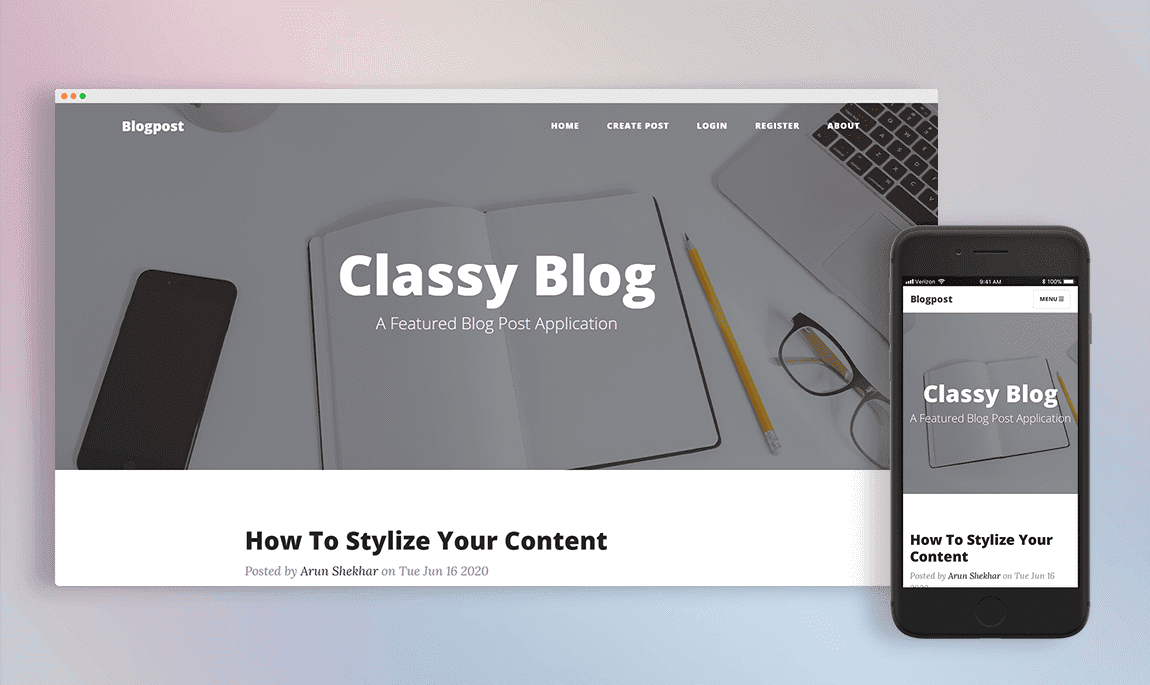 Blogpost
HOME CREATE POST LOGIN REGISTER ABOUT
Classy Blog
A Featured Blog Post Application
How To Stylize Your Content
Posted by Arun Shekhar on Tue Jun 16 2020
Verizon 9:41 AM 100%
Blogpost MENU
Classy Blog
A Featured Blog Post Application
How To Stylize Your
Content
Posted by Arun Shekhar on Tue Jun 16